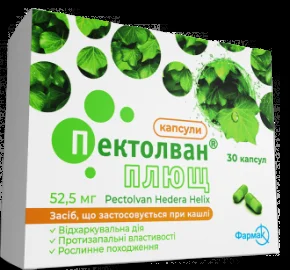 капсули
Пектолван®
ПЛЮЩ
30 капсул
52,5 мг
Pectolvan Hedera Helix
Засіб, що застосовується при кашлі
• Відхаркувальна дія
• Протизапальні властивості
• Рослинне походження
Фармак